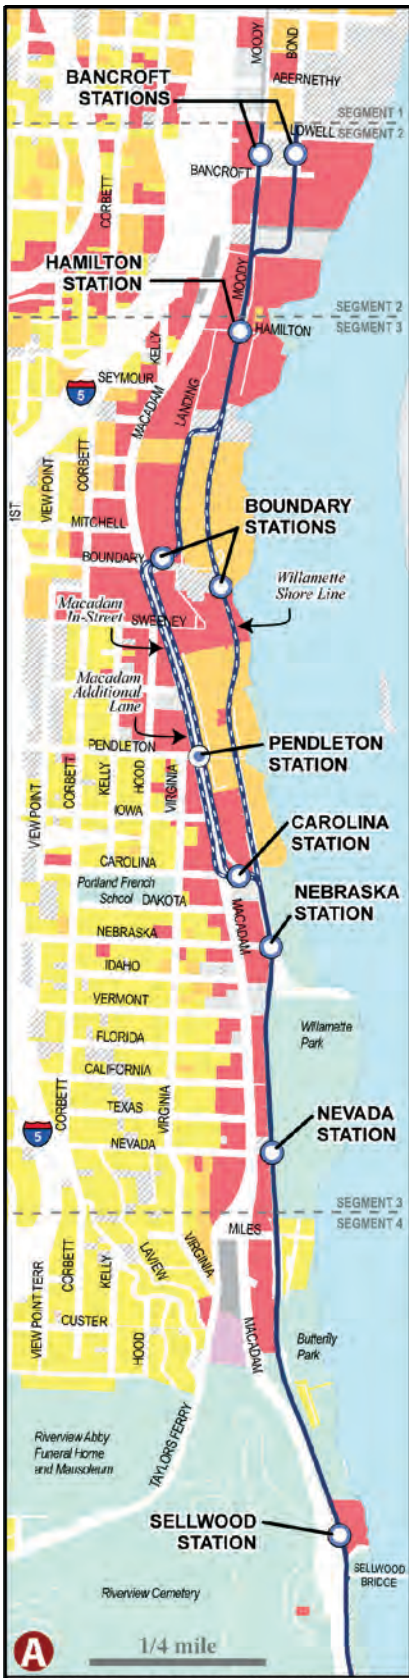 MOODY
BOND
BANCROFT
STATIONS
ABERNETHY
SEGMENT 1
LOWELL
SEGMENT 2
BANCROFT
CORBETT
HAMILTON
STATION
MOODY
SEGMENT 2
HAMILTON
SEGMENT 3
KELLY
SEYMOUR
5
MACADAM
LANDING
CORBETT
VIEW POINT
1ST
BOUNDARY
STATIONS
MITCHELL
BOUNDARY
Willamette
Shore Line
Macadam
In-Street
SWEENEY
Macadam
Additional
Lane
PENDLETON
PENDLETON
STATION
CORBETT
KELLY
HOOD
VIRGINIA
VIEW POINT
IOWA
CAROLINA
STATION
CAROLINA
Portland French
School
DAKOTA
MACADAM
NEBRASKA
STATION
NEBRASKA
IDAHO
VERMONT
Willamette
Park
FLORIDA
CALIFORNIA
TEXAS
VIRGINIA
CORBETT
5
NEVADA
STATION
NEVADA
SEGMENT 3
MILES
SEGMENT 4
VIRGINIA
LAVIEW
KELLY
CORBETT
VIEW POINT TERR
CUSTER
HOOD
MACADAM
Butterfly
Park
TAYLORS FERRY
Riverview Abby
Funeral Home
and Mausoleum
SELLWOOD
STATION
SELLWOOD
BRIDGE
Riverview Cemetery
A
1/4 mile